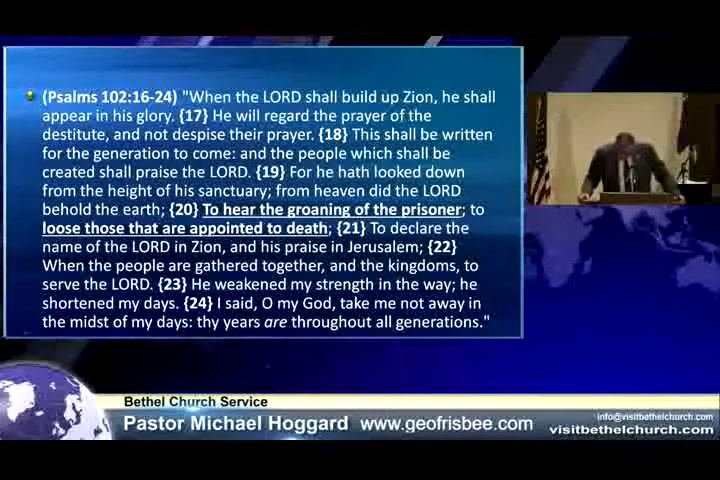 (Psalms 102:16-24) "When the LORD shall build up Zion, he shall
appear in his glory. {17} He will regard the prayer of the
destitute, and not despise their prayer. {18} This shall be written
for the generation to come: and the people which shall be
created shall praise the LORD. {19} For he hath looked down
from the height of his sanctuary; from heaven did the LORD
behold the earth; {20} To hear the groaning of the prisoner; to
loose those that are appointed to death; {21} To declare the
name of the LORD in Zion, and his praise in Jerusalem; {22}
When the people are gathered together, and the kingdoms, to
serve the LORD. {23} He weakened my strength in the way; he
shortened my days. {24} I said, O my God, take me not away in
the midst of my days: thy years are throughout all generations."
Bethel Church Service
Pastor Michael Hoggard www.geofrisbee.com
info@visitbethelchurch.com
visitbethelchurch.com